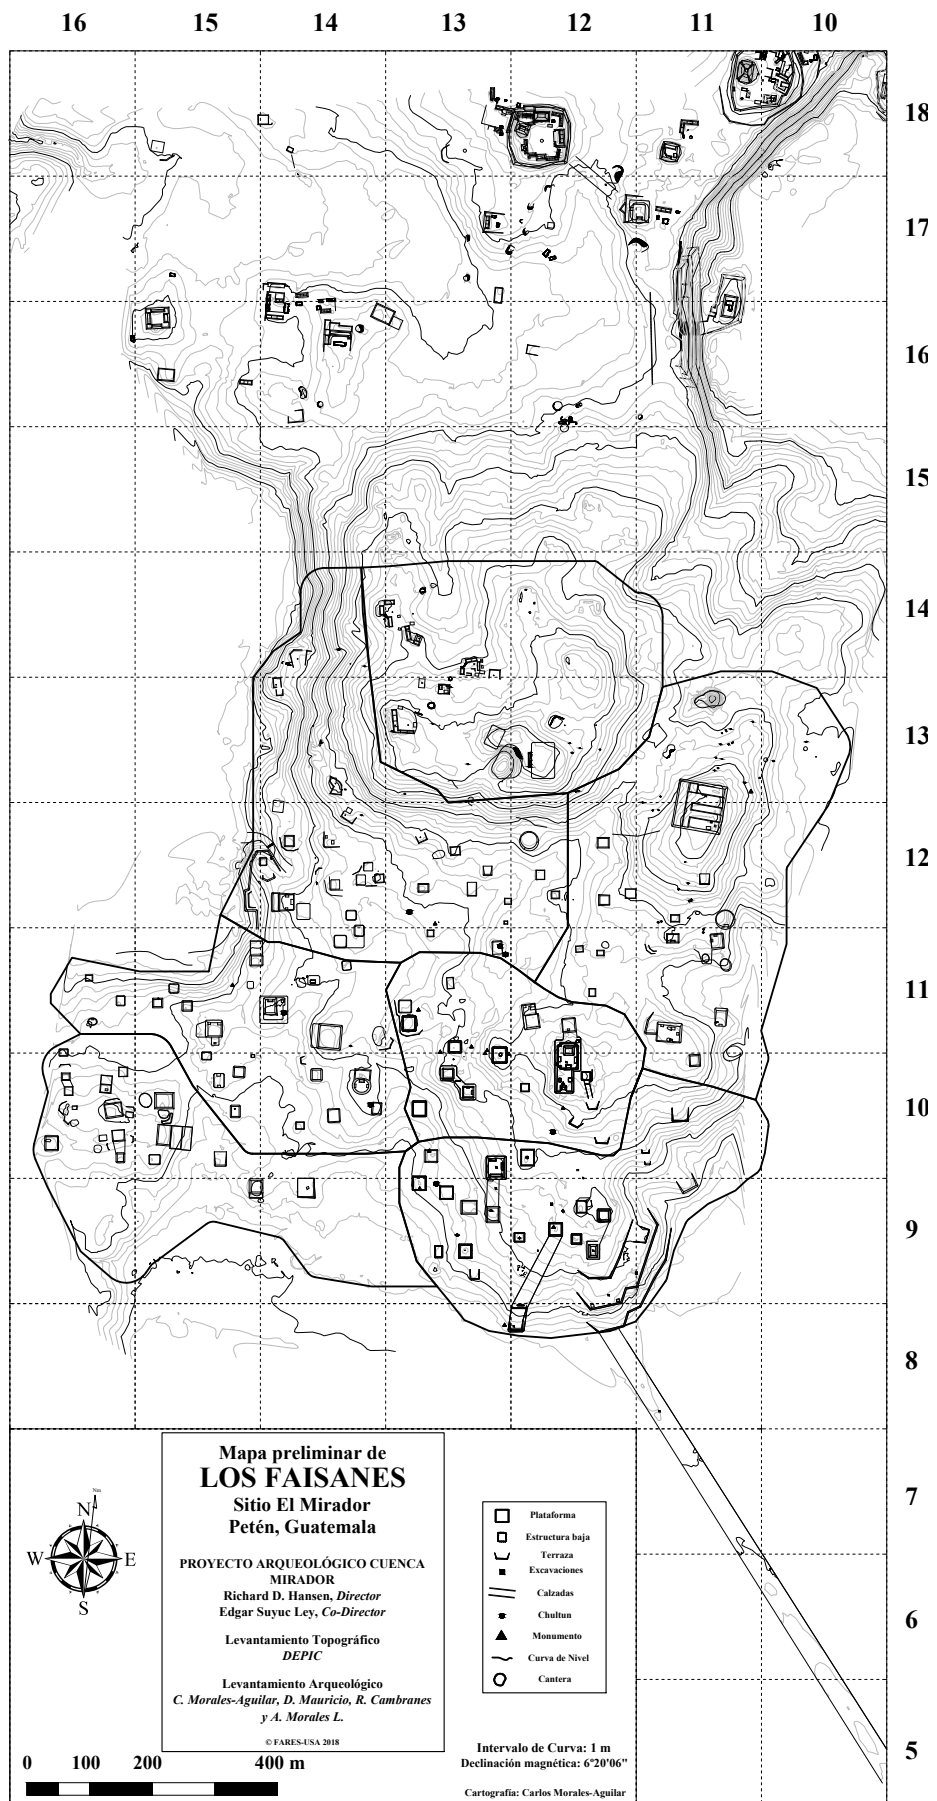 16 15 14 13 12 11 10
18
17
16
15
14
13
12
11
10
9
8
7
6
5
Mapa preliminar de
LOS FAISANES
Sitio El Mirador
Petén, Guatemala
PROYECTO ARQUEOLÓGICO CUENCA
MIRADOR
Richard D. Hansen, Director
Edgar Suyuc Ley, Co-Director
Levantamiento Topográfico
DEPIC
Levantamiento Arqueológico
C. Morales-Aguilar, D. Mauricio, R. Cambranes
y A. Morales L.
© FARES-USA 2018
Nm
N
W E
S
Plataforma
Estructura baja
Terraza
Excavaciones
Calzadas
Chultun
Monumento
Curva de Nivel
Cantera
0 100 200 400 m
Intervalo de Curva: 1 m
Declinación magnética: 6°20'06"
Cartografía: Carlos Morales-Aguilar